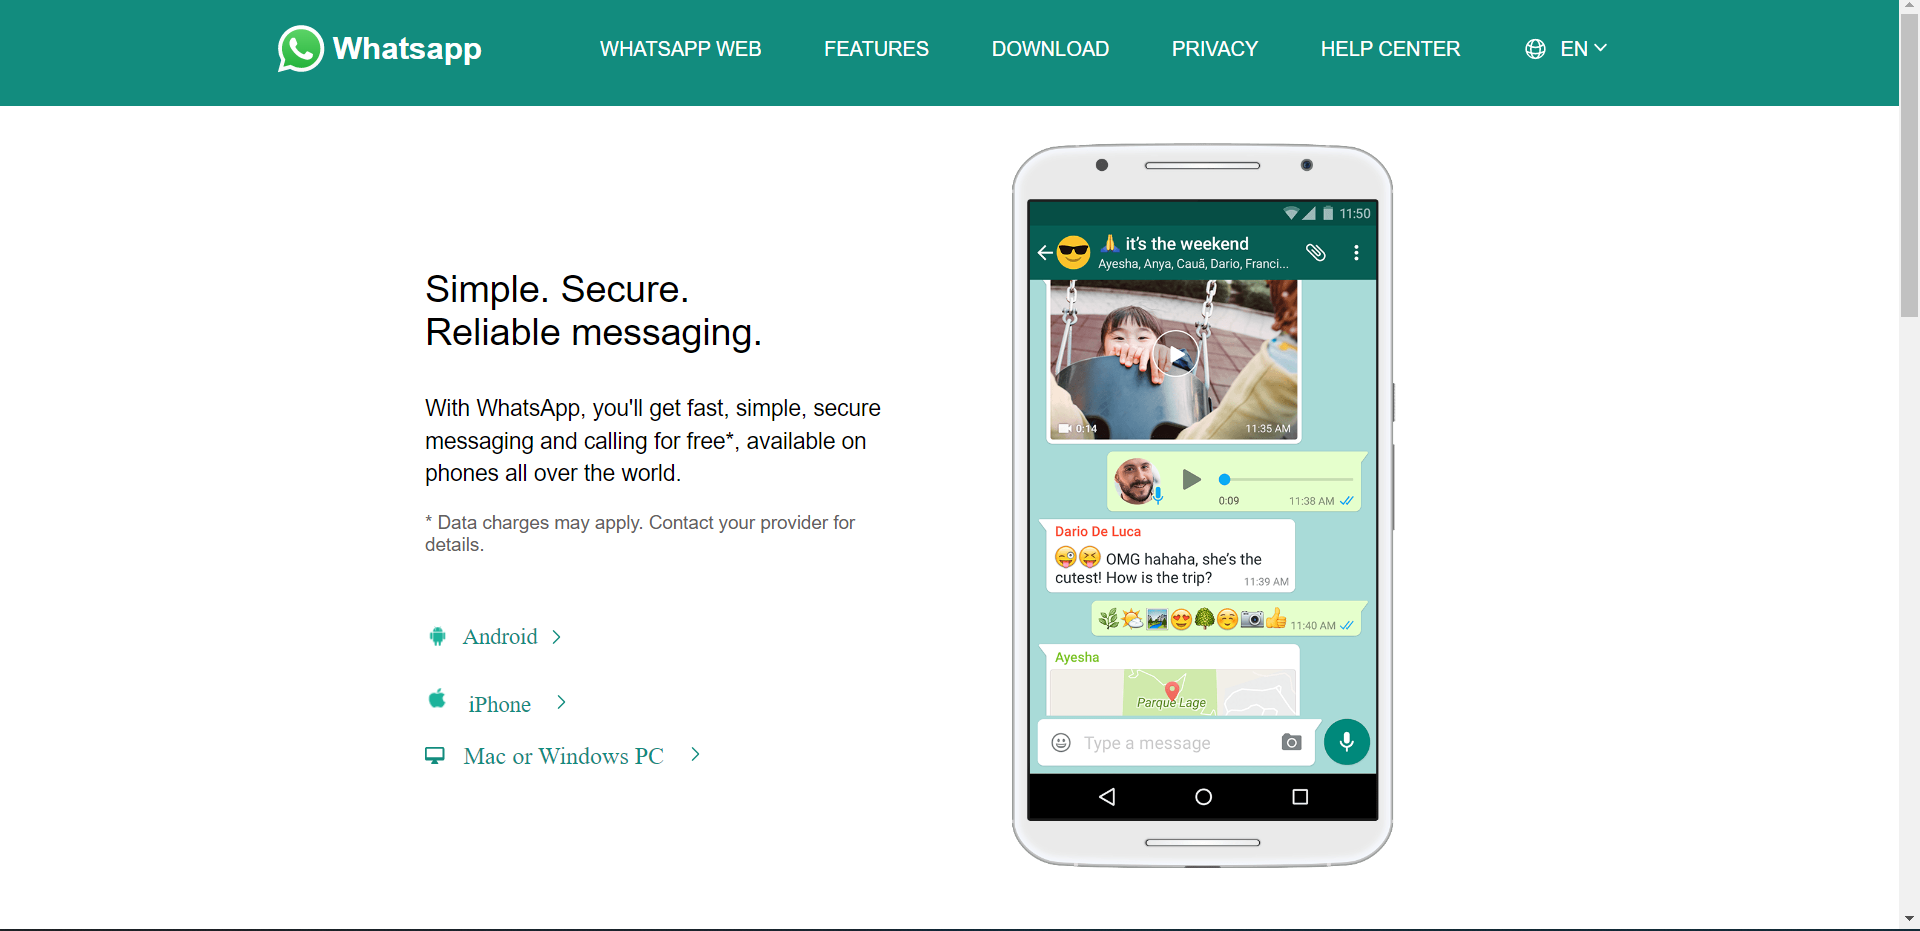 Whatsapp
WHATSAPP WEB
FEATURES
DOWNLOAD
PRIVACY
HELP CENTER
EN
Simple. Secure.
Reliable messaging.
With WhatsApp, you'll get fast, simple, secure
messaging and calling for free*, available on
phones all over the world.
* Data charges may apply. Contact your provider for
details.
Android
iPhone
Mac or Windows PC
11:50
it’s the weekend
Ayesha, Anya, Cauã, Dario, Franci...
0:14 11:35 AM
0:09 11:38 AM
Dario De Luca
OMG hahaha, she’s the
cutest! How is the trip? 11:39 AM
11:40 AM
Ayesha
Parque Lage
Type a message